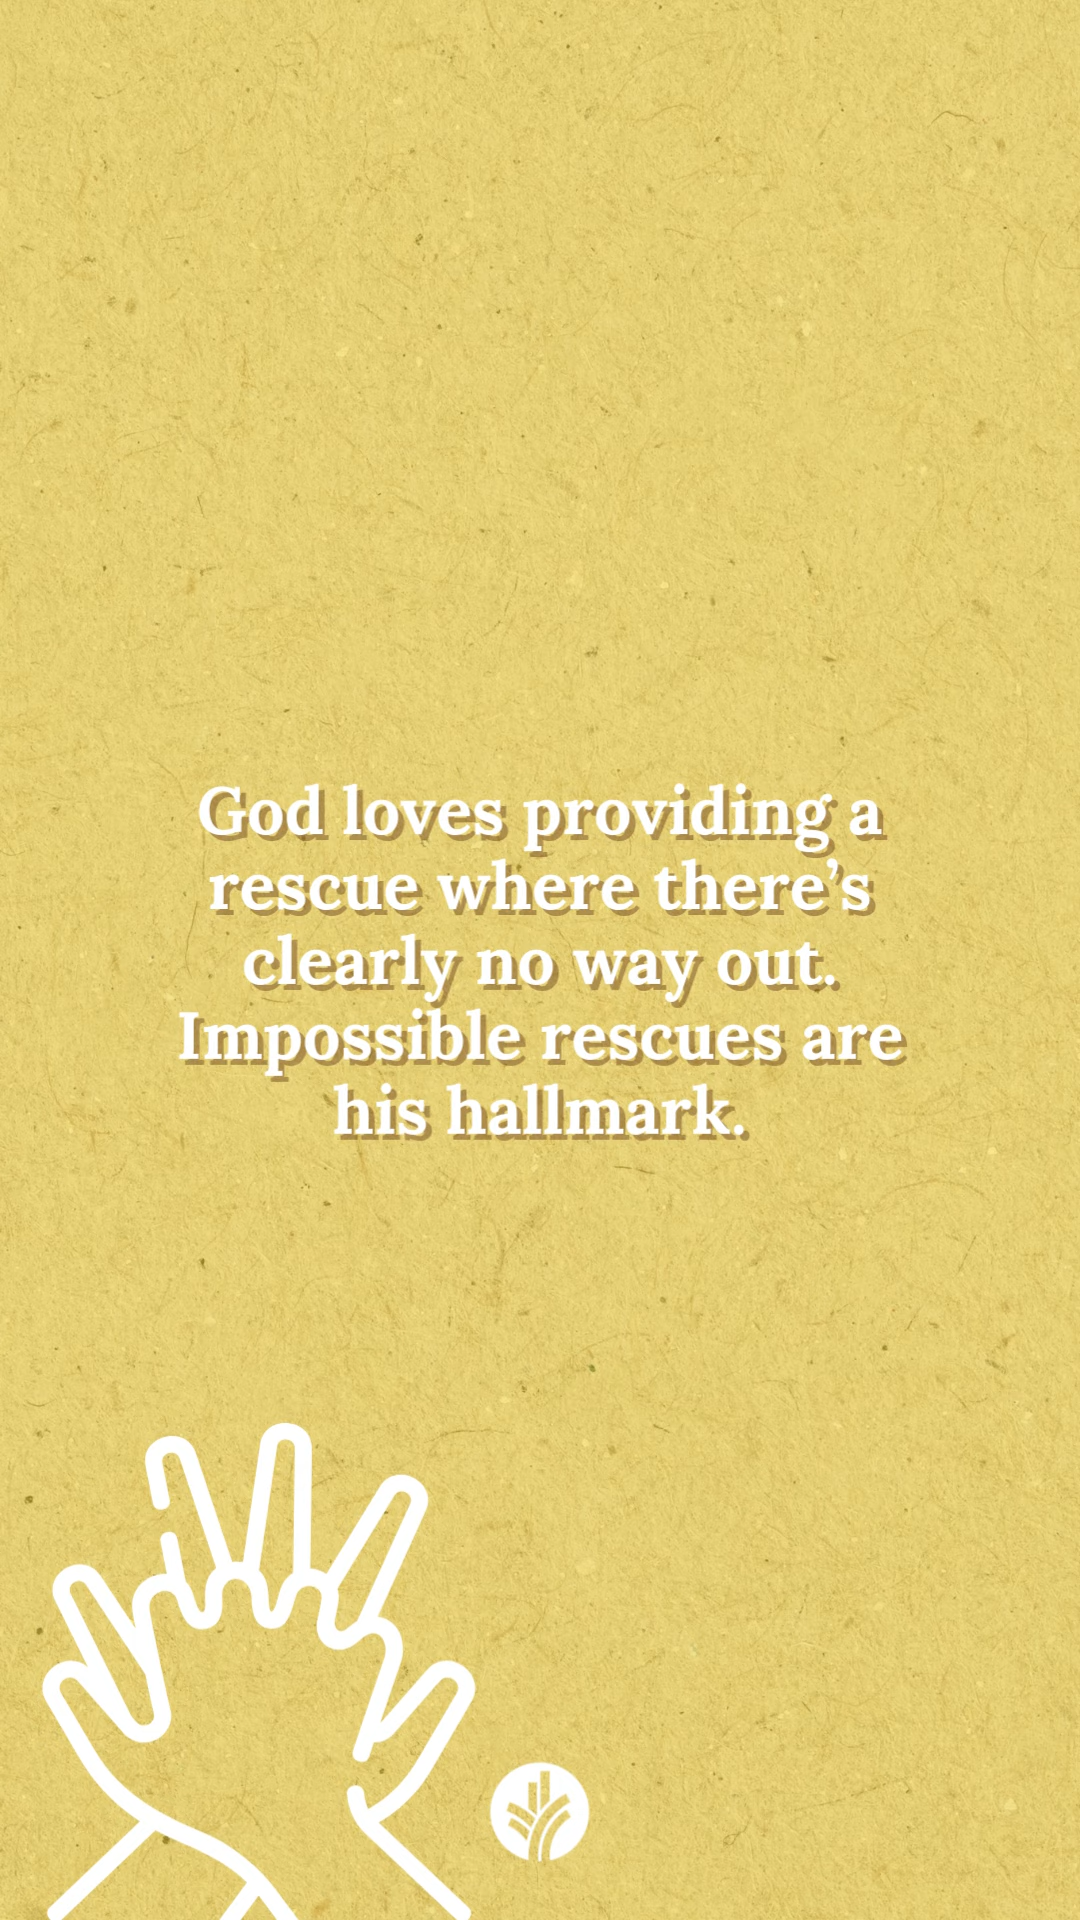 God loves providing a
rescue where there’s
clearly no way out.
Impossible rescues are
his hallmark.